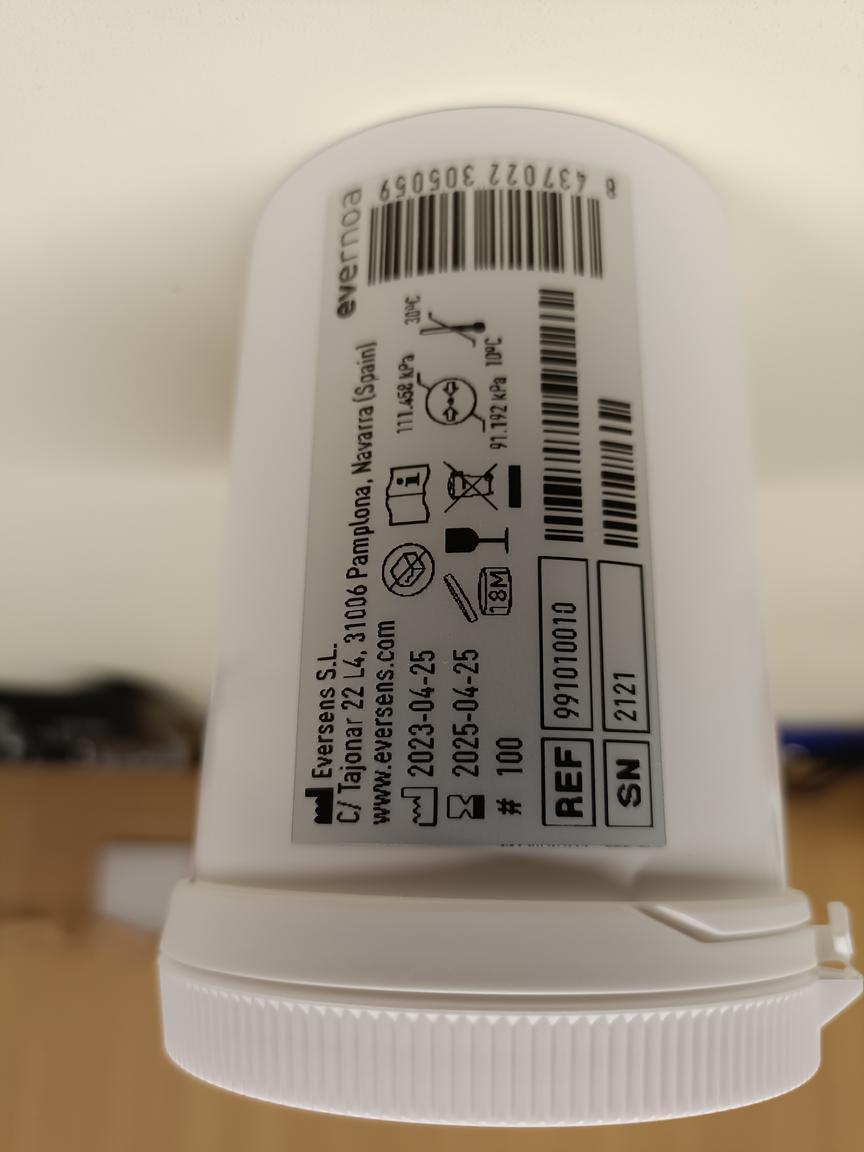 Eversens S.L.
C/ Tajonar 22 L4, 31006 Pamplona, Navarra (Spain)
www.eversens.com
evernoa
2023-04-25
2025-04-25
# 100
18M
111.458 kPa
91.192 kPa
30ºC
10ºC
REF 991010010
SN 2121
8 437022 305059